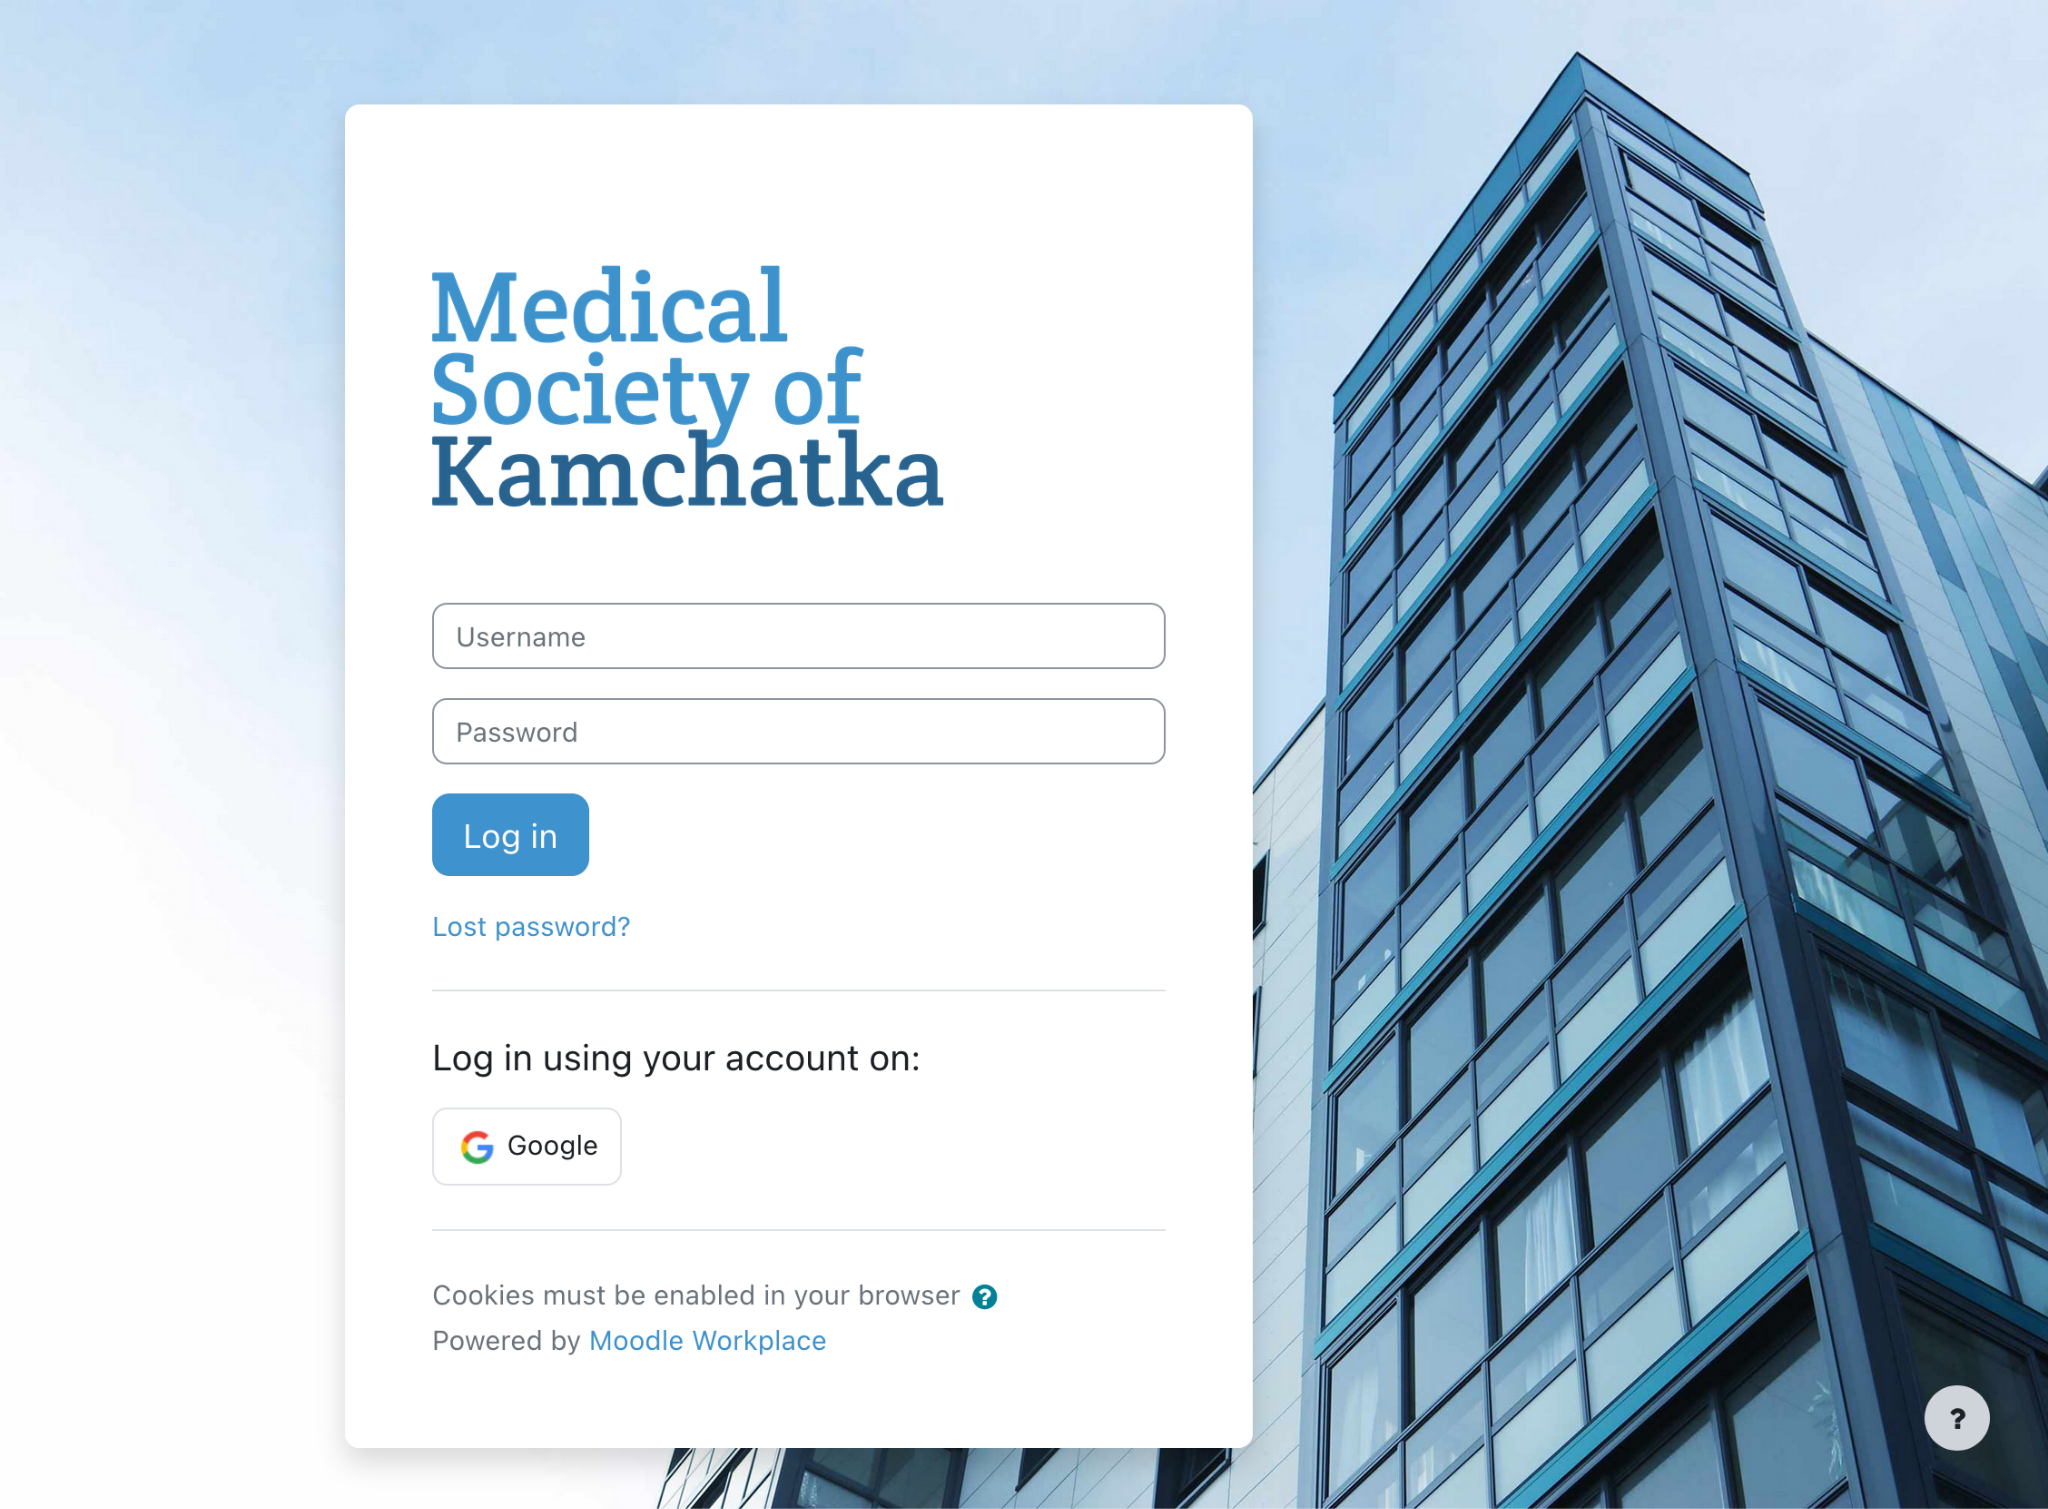 Medical
Society of
Kamchatka
Username
Password
Log in
Lost password?
Log in using your account on:
Google
Cookies must be enabled in your browser ?
Powered by Moodle Workplace
?